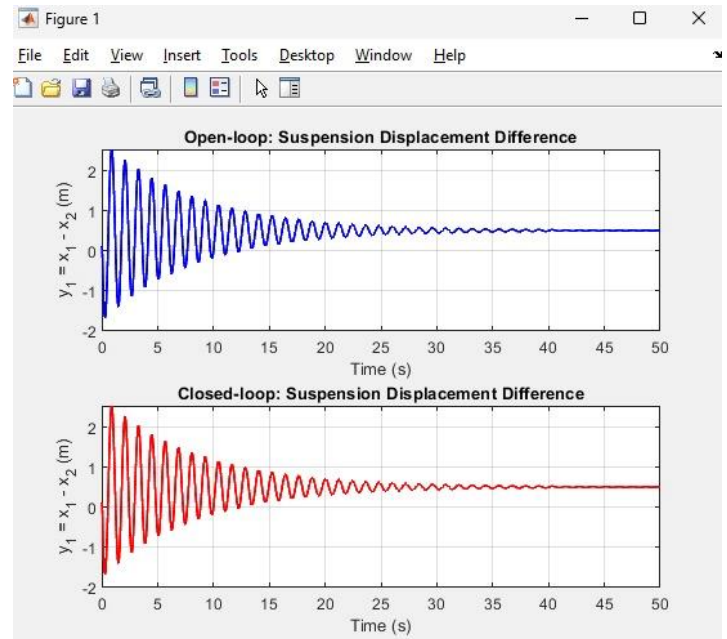 Figure 1
File Edit View Insert Tools Desktop Window Help
Open-loop: Suspension Displacement Difference
y₁ = x₁ - x₂ (m)
2
1
0
-1
-2
0 5 10 15 20 25 30 35 40 45 50
Time (s)
Closed-loop: Suspension Displacement Difference
y₁ = x₁ - x₂ (m)
2
1
0
-1
-2
0 5 10 15 20 25 30 35 40 45 50
Time (s)